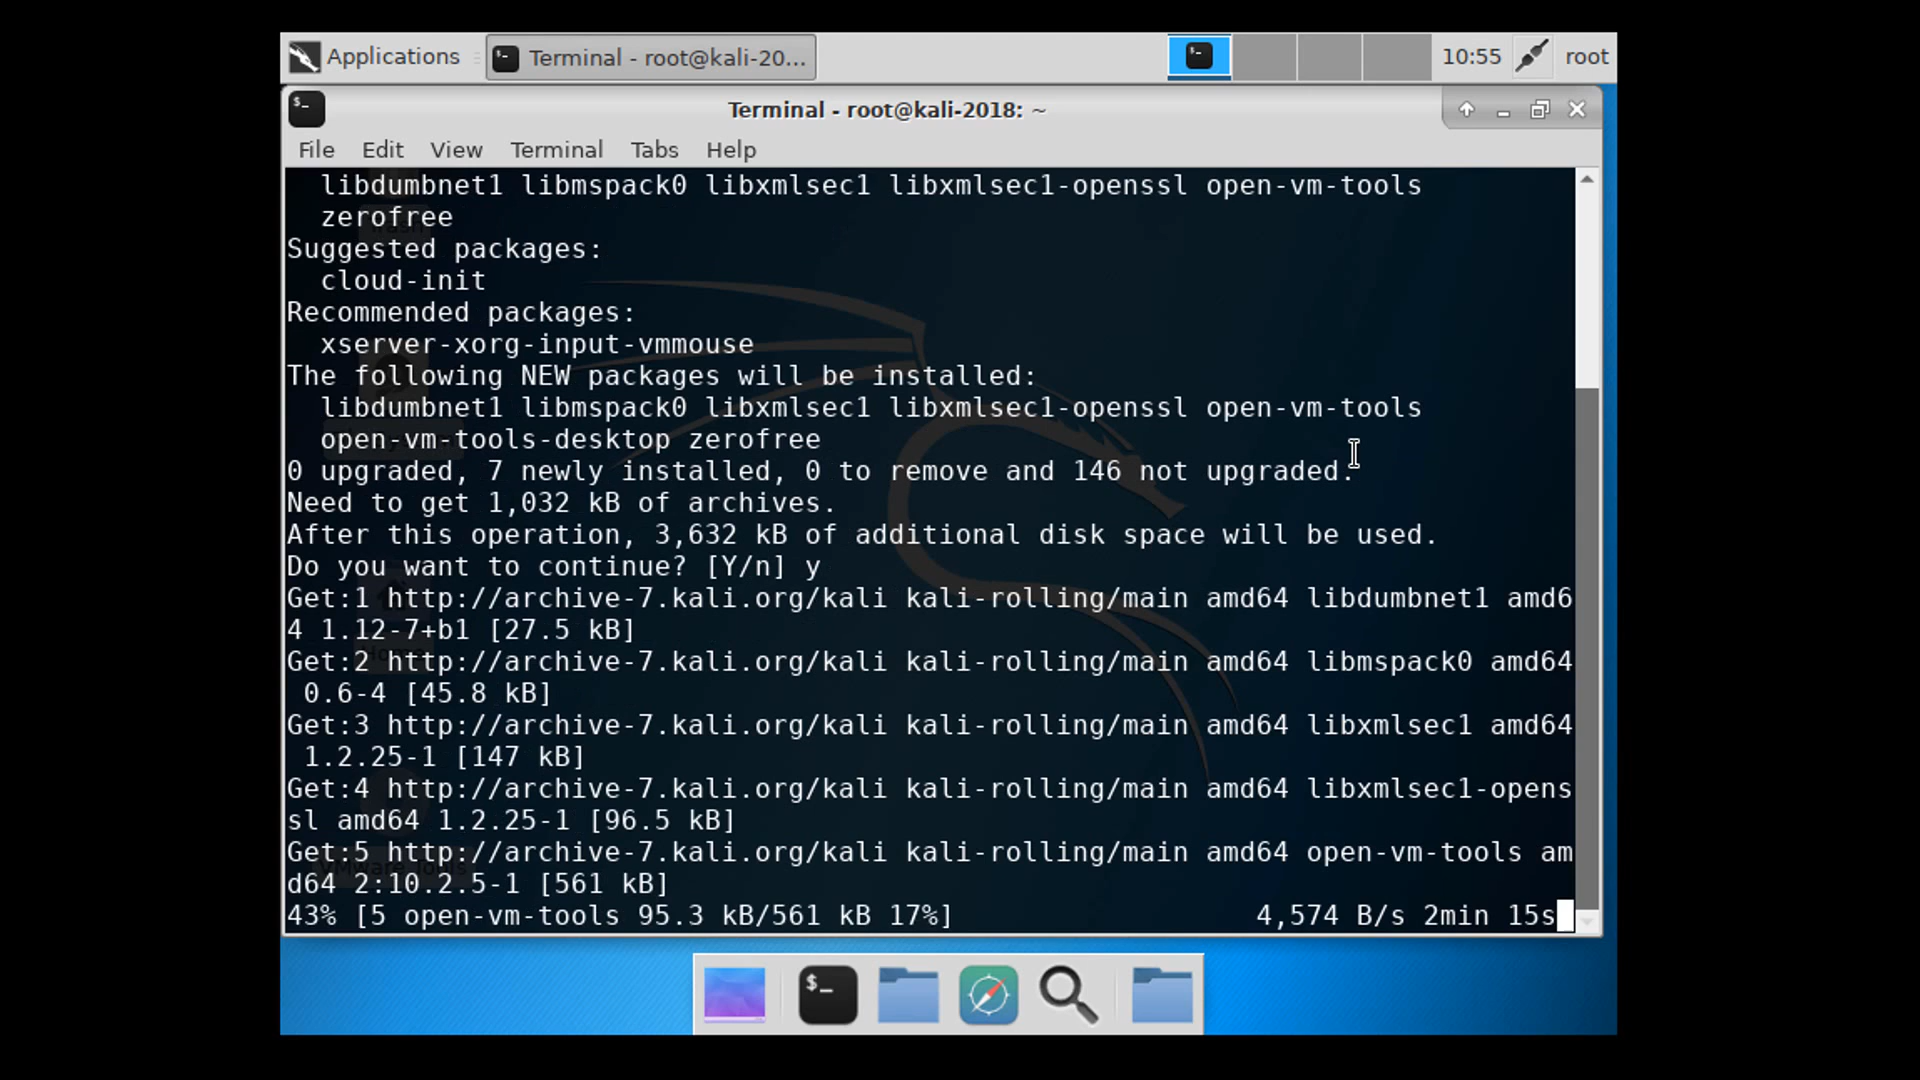 Applications
Terminal - root@kali-20...
10:55
root
Terminal - root@kali-2018: ~
File Edit View Terminal Tabs Help
libdumbnet1 libmspack0 libxmlsec1 libxmlsec1-openssl open-vm-tools
zerofree
Suggested packages:
cloud-init
Recommended packages:
xserver-xorg-input-vmmouse
The following NEW packages will be installed:
libdumbnet1 libmspack0 libxmlsec1 libxmlsec1-openssl open-vm-tools
open-vm-tools-desktop zerofree
0 upgraded, 7 newly installed, 0 to remove and 146 not upgraded.
Need to get 1,032 kB of archives.
After this operation, 3,632 kB of additional disk space will be used.
Do you want to continue? [Y/n] y
Get:1 http://archive-7.kali.org/kali kali-rolling/main amd64 libdumbnet1 amd6
4 1.12-7+b1 [27.5 kB]
Get:2 http://archive-7.kali.org/kali kali-rolling/main amd64 libmspack0 amd64
0.6-4 [45.8 kB]
Get:3 http://archive-7.kali.org/kali kali-rolling/main amd64 libxmlsec1 amd64
1.2.25-1 [147 kB]
Get:4 http://archive-7.kali.org/kali kali-rolling/main amd64 libxmlsec1-opens
sl amd64 1.2.25-1 [96.5 kB]
Get:5 http://archive-7.kali.org/kali kali-rolling/main amd64 open-vm-tools am
d64 2:10.2.5-1 [561 kB]
43% [5 open-vm-tools 95.3 kB/561 kB 17%] 4,574 B/s 2min 15s
$_